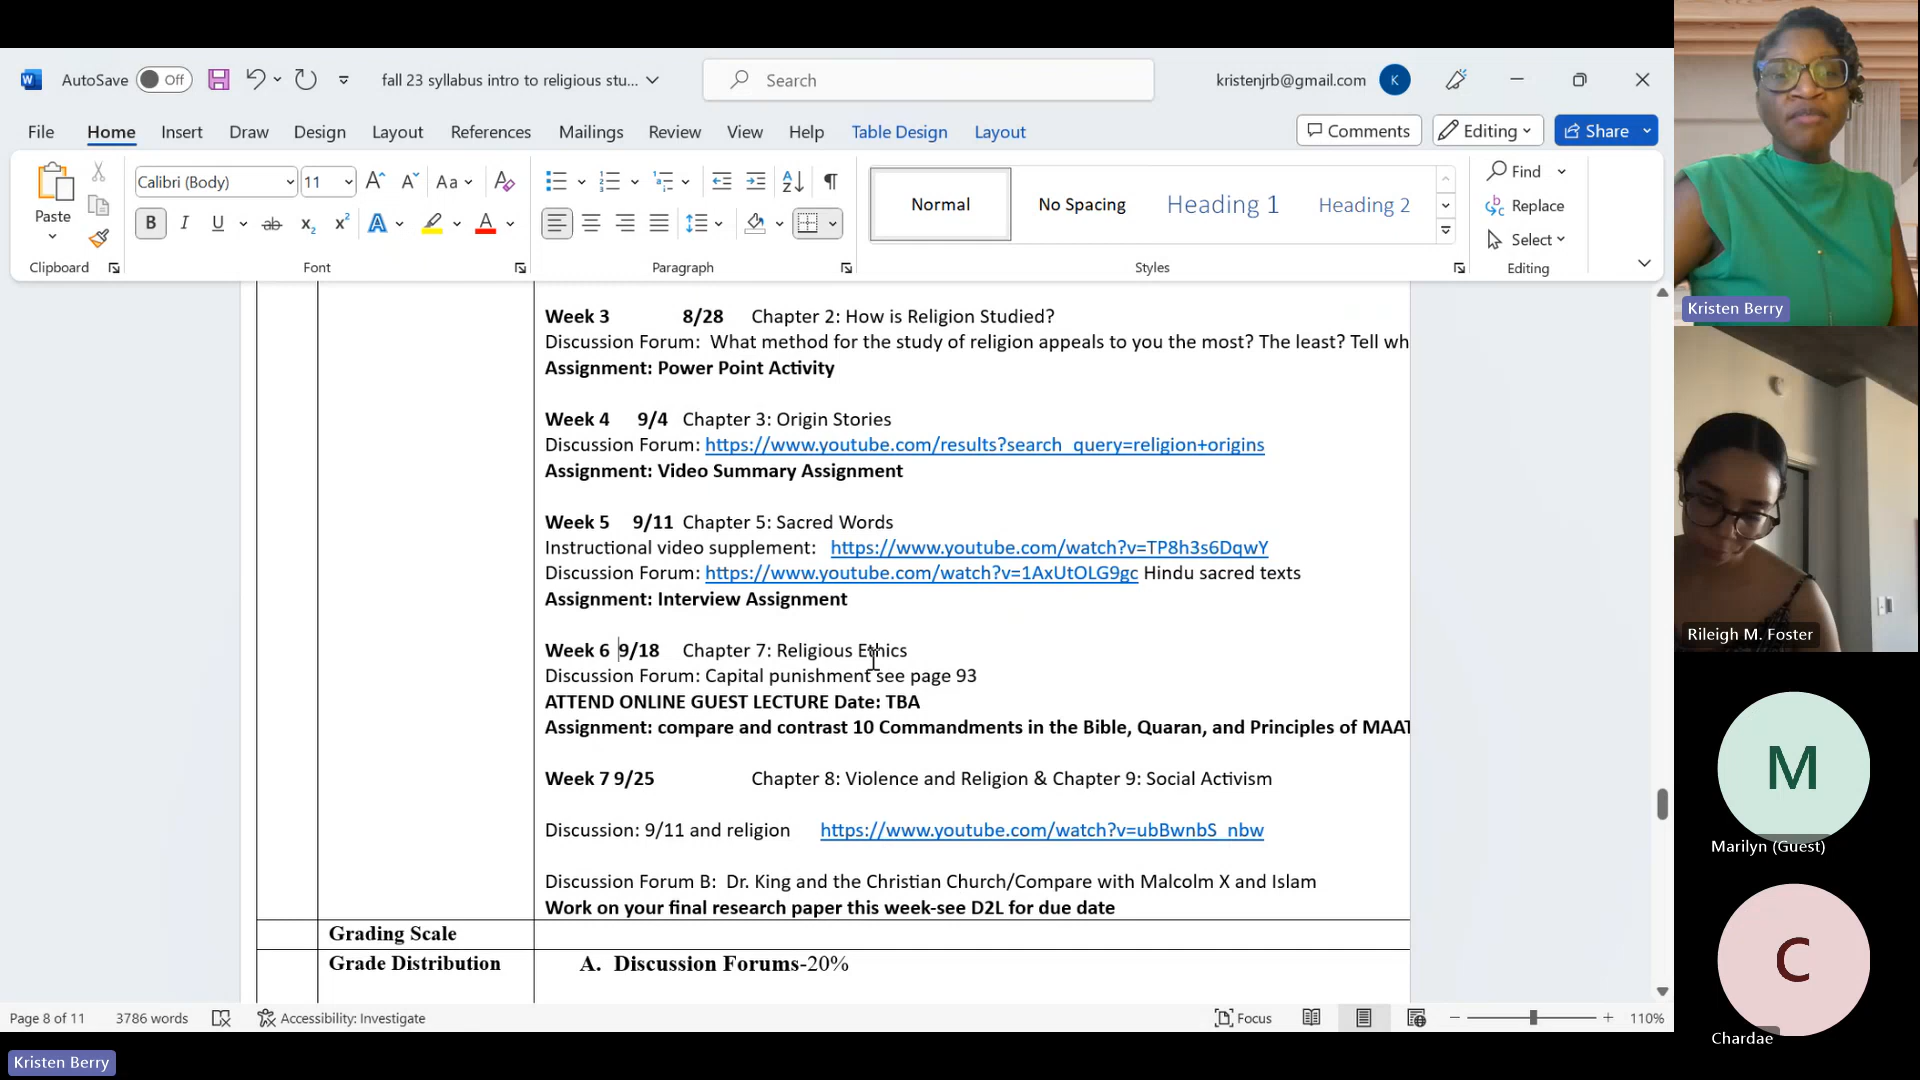 AutoSave Off fall 23 syllabus intro to religious stu... Search kristenjrb@gmail.com K
File Home Insert Draw Design Layout References Mailings Review View Help Table Design Layout Comments Editing Share
Paste
Calibri (Body) 11 Aa
B I U ab x₂ x² A A
Normal
No Spacing
Heading 1
Heading 2
Find
Replace
Select
Clipboard Font Paragraph Styles Editing
Week 3 8/28 Chapter 2: How is Religion Studied?
Discussion Forum: What method for the study of religion appeals to you the most? The least? Tell wh
Assignment: Power Point Activity
Week 4 9/4 Chapter 3: Origin Stories
Discussion Forum: https://www.youtube.com/results?search_query=religion+origins
Assignment: Video Summary Assignment
Week 5 9/11 Chapter 5: Sacred Words
Instructional video supplement: https://www.youtube.com/watch?v=TP8h3s6DqwY
Discussion Forum: https://www.youtube.com/watch?v=1AxUtOLG9gc Hindu sacred texts
Assignment: Interview Assignment
Week 6 9/18 Chapter 7: Religious Ethics
Discussion Forum: Capital punishment see page 93
ATTEND ONLINE GUEST LECTURE Date: TBA
Assignment: compare and contrast 10 Commandments in the Bible, Quaran, and Principles of MAAT
Week 7 9/25 Chapter 8: Violence and Religion & Chapter 9: Social Activism
Discussion: 9/11 and religion https://www.youtube.com/watch?v=ubBwnbS_nbw
Discussion Forum B: Dr. King and the Christian Church/Compare with Malcolm X and Islam
Work on your final research paper this week-see D2L for due date
Grading Scale
Grade Distribution A. Discussion Forums-20%
Page 8 of 11 3786 words Accessibility: Investigate Focus 110%
Kristen Berry
Kristen Berry
Rileigh M. Foster
M
Marilyn (Guest)
C
Chardae